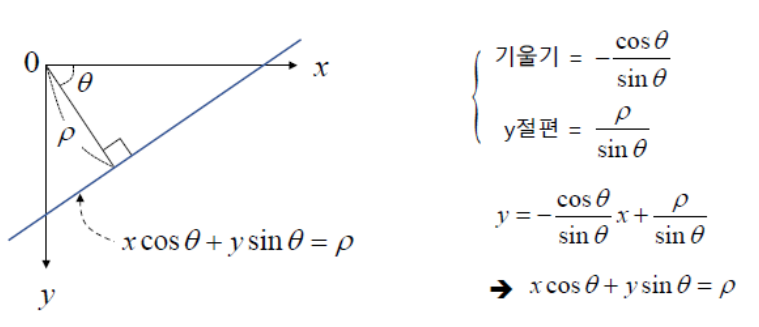 0
x
θ
ρ
x cos θ + y sin θ = ρ
y
기울기 = − cos θ / sin θ
y절편 = ρ / sin θ
y = − cos θ / sin θ x + ρ / sin θ
➔ x cos θ + y sin θ = ρ